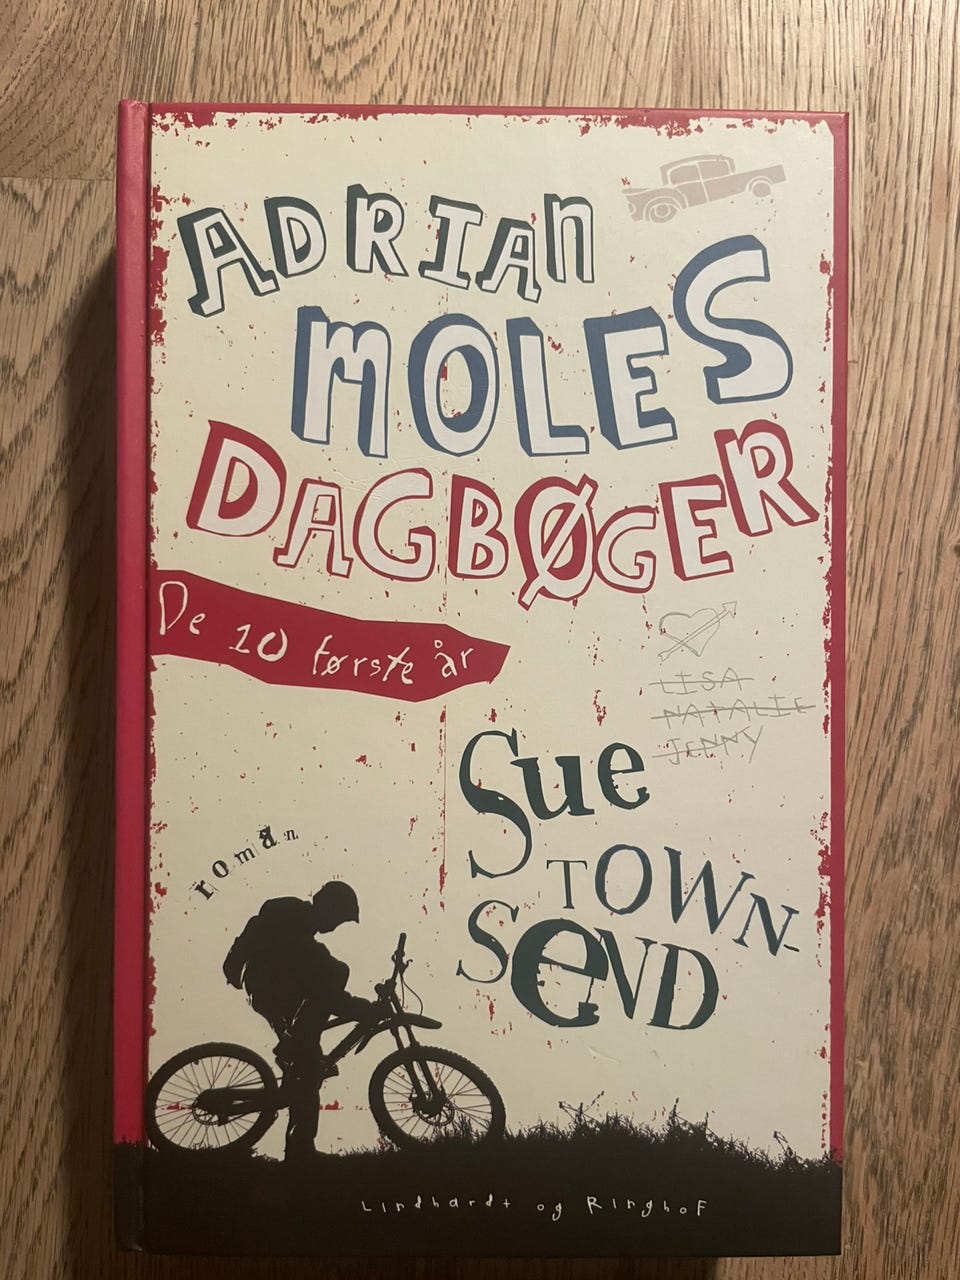 ADRIAN
MOLES
DAGBØGER
De 10 første år
LISA
NATALIE
JENNY
Sue
TOWN-
SeND
roman
Lindhardt og RinghoF